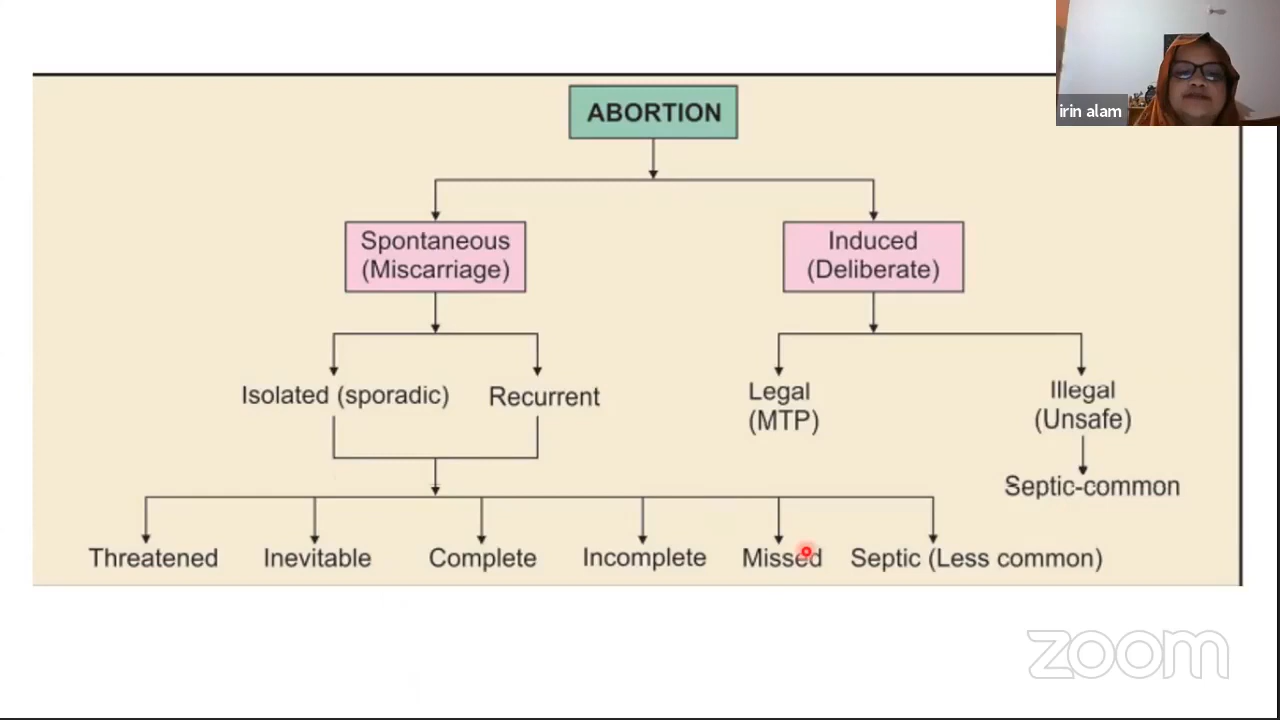 irin alam
ABORTION
Spontaneous
(Miscarriage)
Induced
(Deliberate)
Isolated (sporadic)
Recurrent
Legal
(MTP)
Illegal
(Unsafe)
Septic-common
Threatened
Inevitable
Complete
Incomplete
Missed
Septic (Less common)
zoom